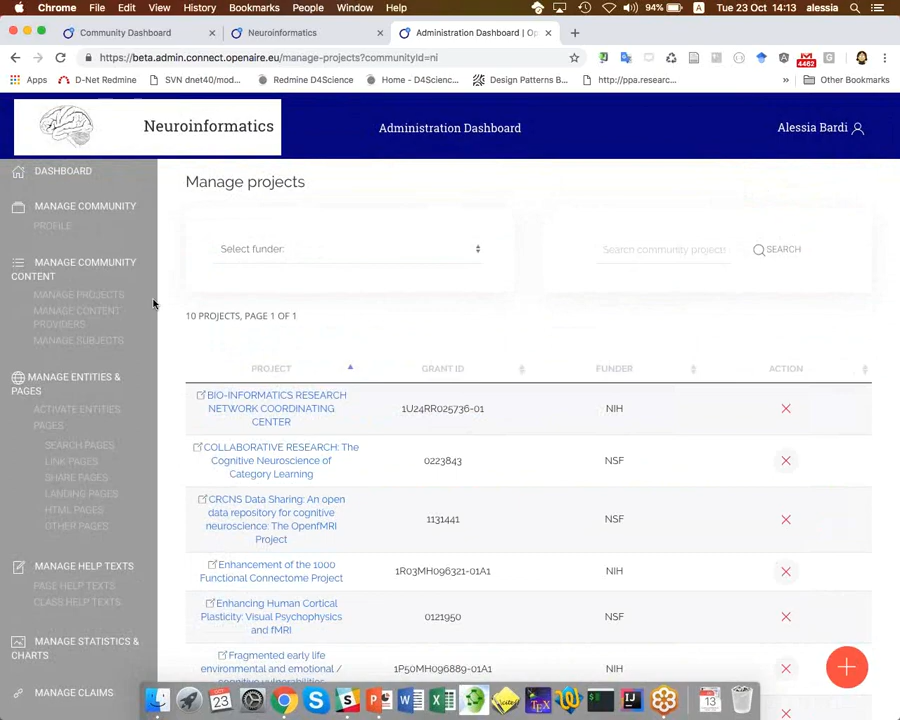 Chrome File Edit View History Bookmarks People Window Help 94% Tue 23 Oct 14:13 alessia
Community Dashboard × Neuroinformatics × Administration Dashboard | Op ×
https://beta.admin.connect.openaire.eu/manage-projects?communityId=ni
Apps D-Net Redmine SVN dnet40/mod... Redmine D4Science Home - D4Scienc... Design Patterns B... http://ppa.researc... » Other Bookmarks
4462
Neuroinformatics
Administration Dashboard
Alessia Bardi
DASHBOARD
MANAGE COMMUNITY
PROFILE
MANAGE COMMUNITY
CONTENT
MANAGE PROJECTS
MANAGE CONTENT
PROVIDERS
MANAGE SUBJECTS
MANAGE ENTITIES &
PAGES
ACTIVATE ENTITIES
PAGES
SEARCH PAGES
LINK PAGES
SHARE PAGES
LANDING PAGES
HTML PAGES
OTHER PAGES
MANAGE HELP TEXTS
PAGE HELP TEXTS
CLASS HELP TEXTS
MANAGE STATISTICS &
CHARTS
MANAGE CLAIMS
Manage projects
Select funder:
Search community projects
SEARCH
10 PROJECTS, PAGE 1 OF 1
PROJECT GRANT ID FUNDER ACTION
BIO-INFORMATICS RESEARCH
NETWORK COORDINATING
CENTER
1U24RR025736-01 NIH
COLLABORATIVE RESEARCH: The
Cognitive Neuroscience of
Category Learning
0223843 NSF
CRCNS Data Sharing: An open
data repository for cognitive
neuroscience: The OpenfMRI
Project
1131441 NSF
Enhancement of the 1000
Functional Connectome Project
1R03MH096321-01A1 NIH
Enhancing Human Cortical
Plasticity: Visual Psychophysics
and fMRI
0121950 NSF
Fragmented early life
environmental and emotional /
cognitive vulnerabilities
1P50MH096889-01A1 NIH
23
13